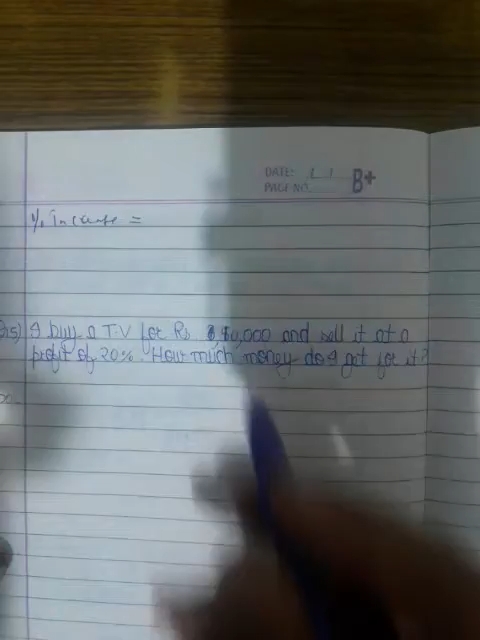 DATE:
PAGE NO.
B+
% increase =
Q15) I buy a T.V for Rs. and sell it at a
profit of 20%. How much money do I get for it?